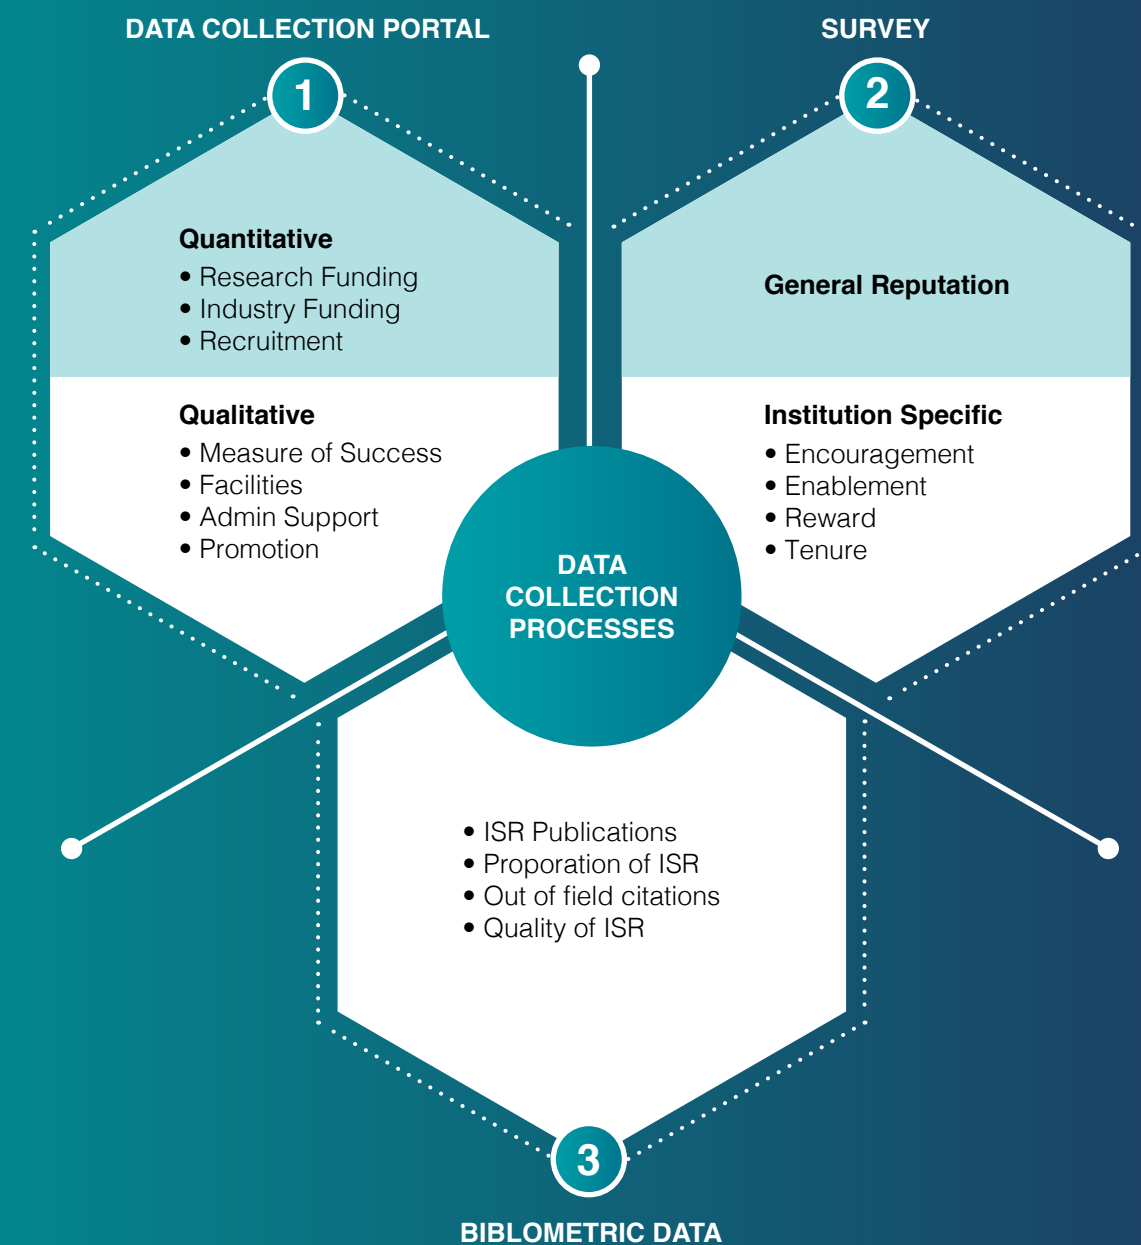 DATA COLLECTION PORTAL
1
Quantitative
• Research Funding
• Industry Funding
• Recruitment
Qualitative
• Measure of Success
• Facilities
• Admin Support
• Promotion
SURVEY
2
General Reputation
Institution Specific
• Encouragement
• Enablement
• Reward
• Tenure
DATA
COLLECTION
PROCESSES
• ISR Publications
• Proporation of ISR
• Out of field citations
• Quality of ISR
3
BIBLOMETRIC DATA